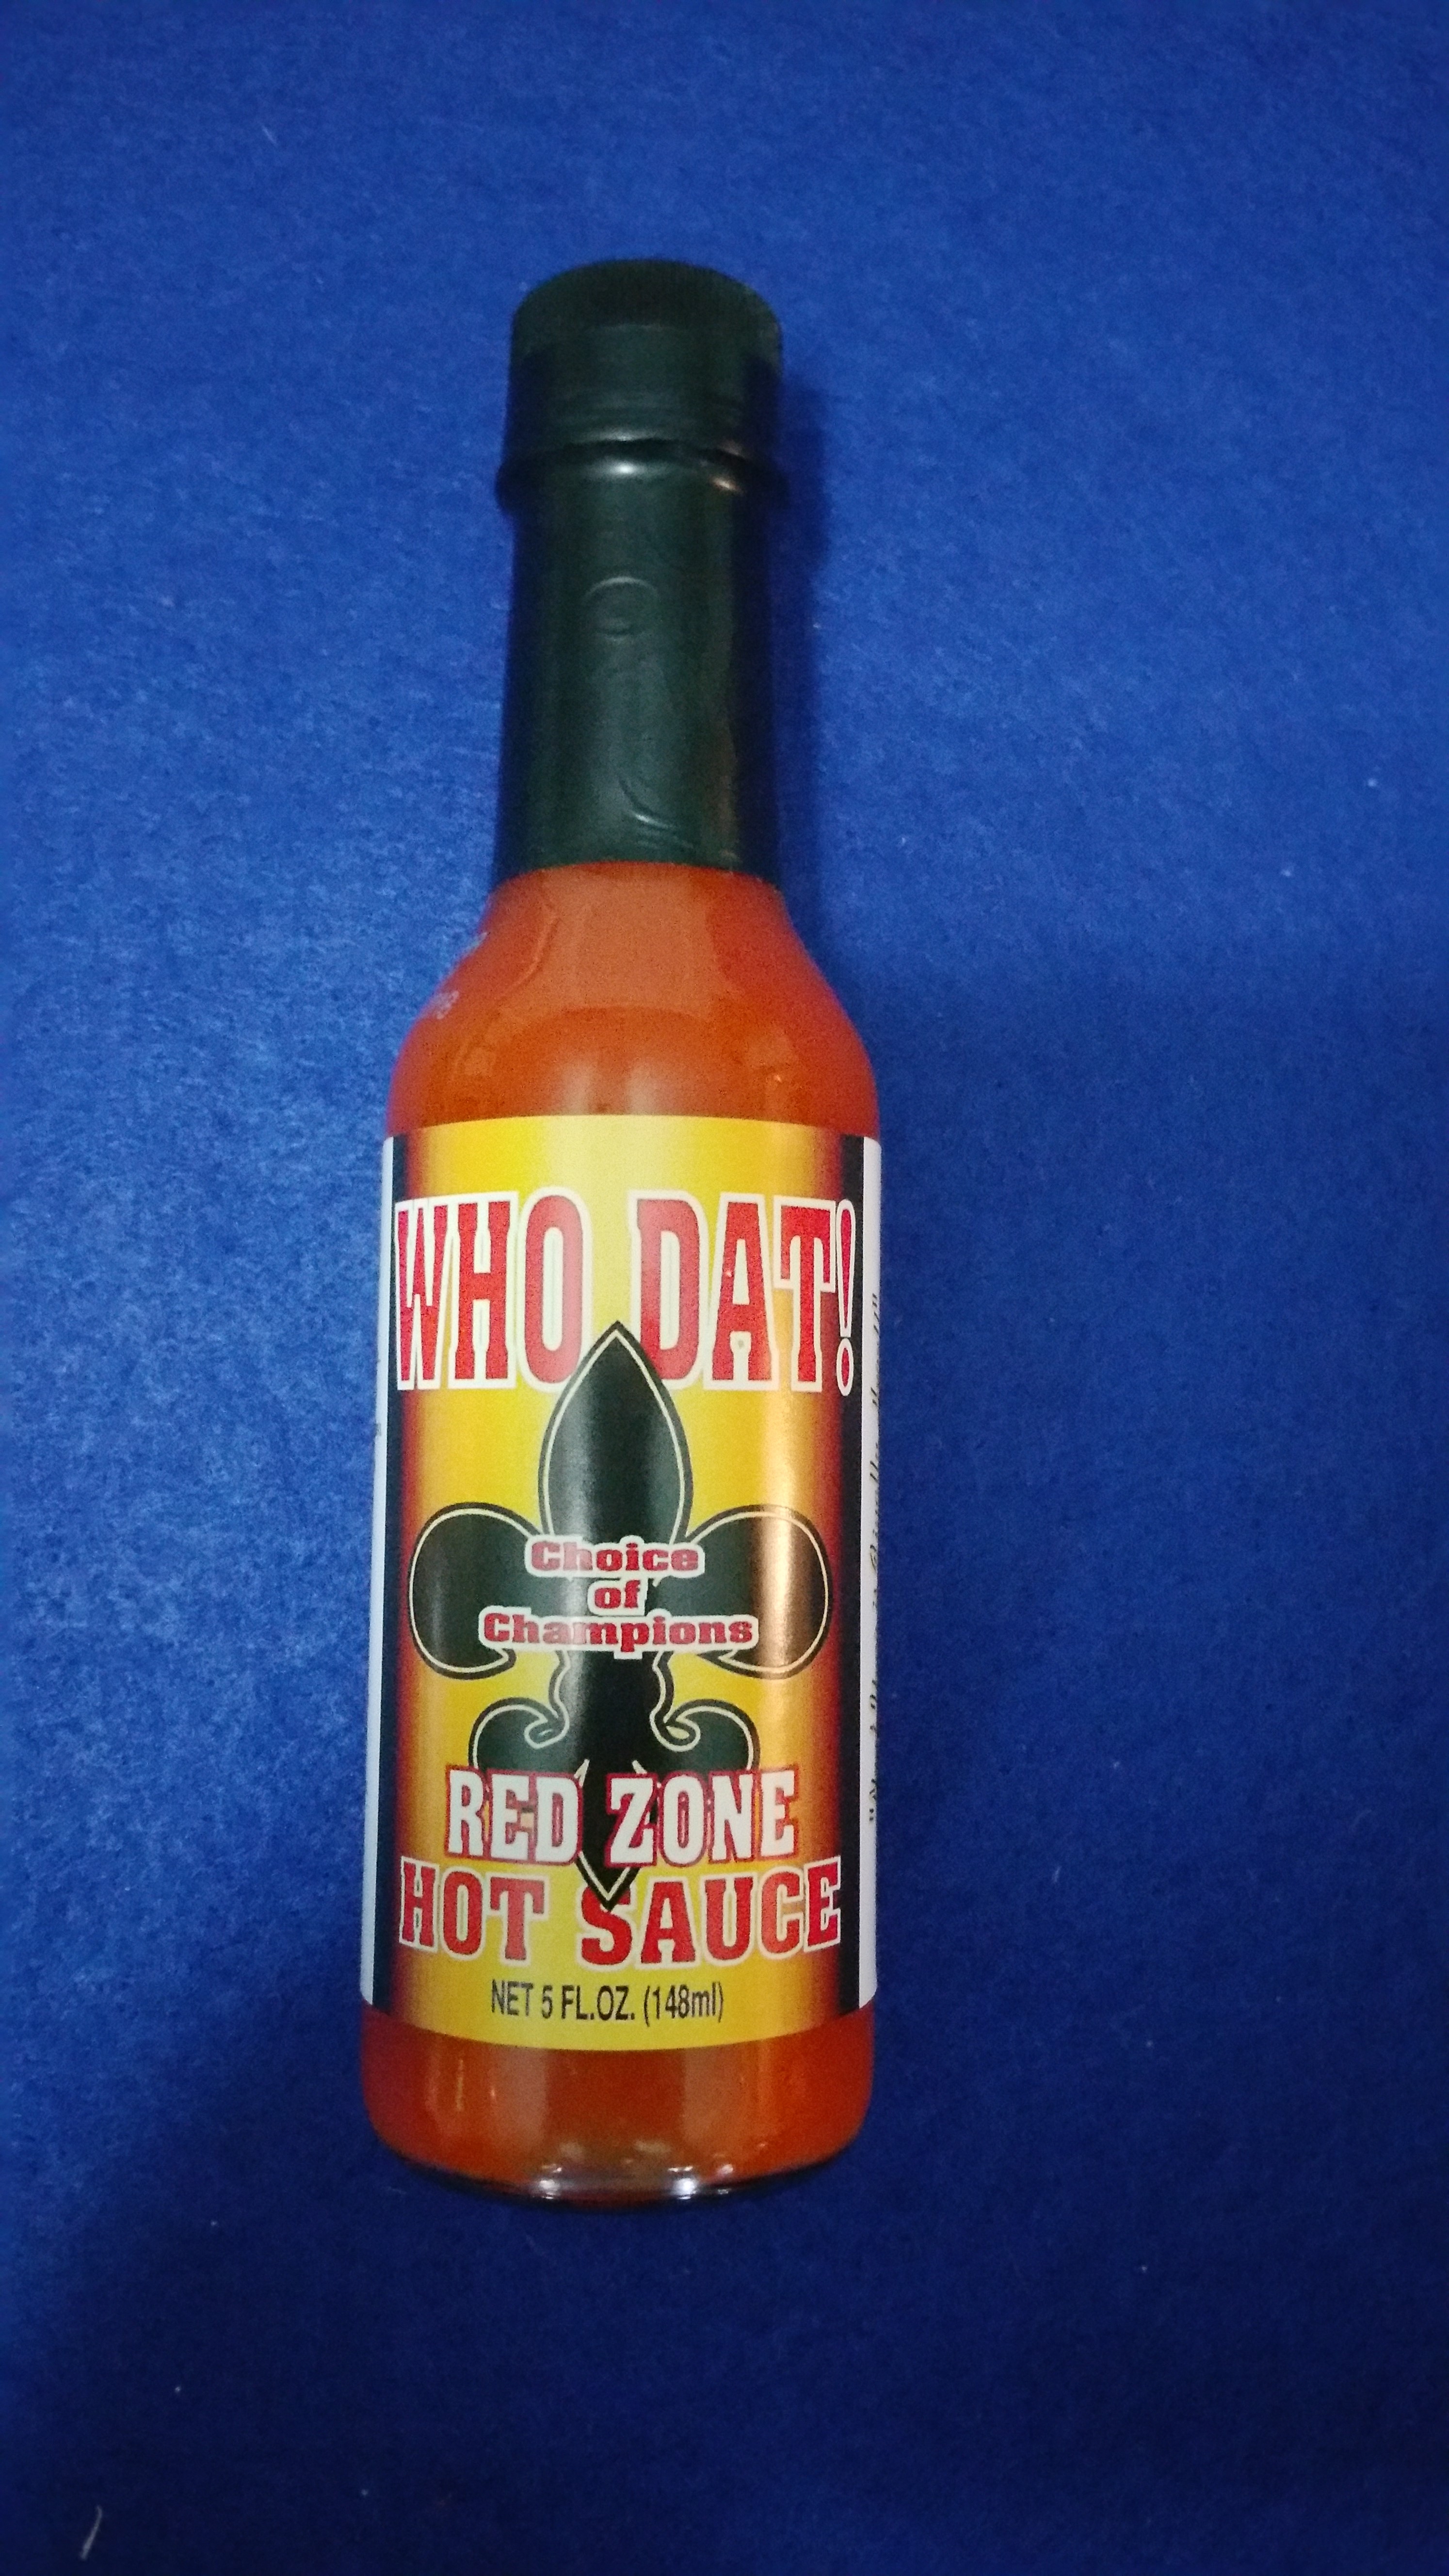 WHO DAT!
Choice
of
Champions
RED ZONE
HOT SAUCE
NET 5 FL.OZ. (148ml)